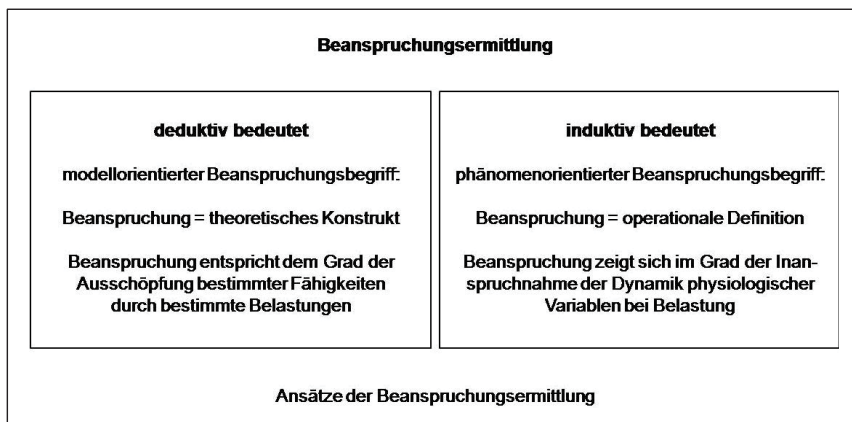 Beanspruchungsermittlung
deduktiv bedeutet
modellorientierter Beanspruchungsbegriff:
Beanspruchung = theoretisches Konstrukt
Beanspruchung entspricht dem Grad der
Ausschöpfung bestimmter Fähigkeiten
durch bestimmte Belastungen
induktiv bedeutet
phänomenorientierter Beanspruchungsbegriff:
Beanspruchung = operationale Definition
Beanspruchung zeigt sich im Grad der Inan-
spruchnahme der Dynamik physiologischer
Variablen bei Belastung
Ansätze der Beanspruchungsermittlung